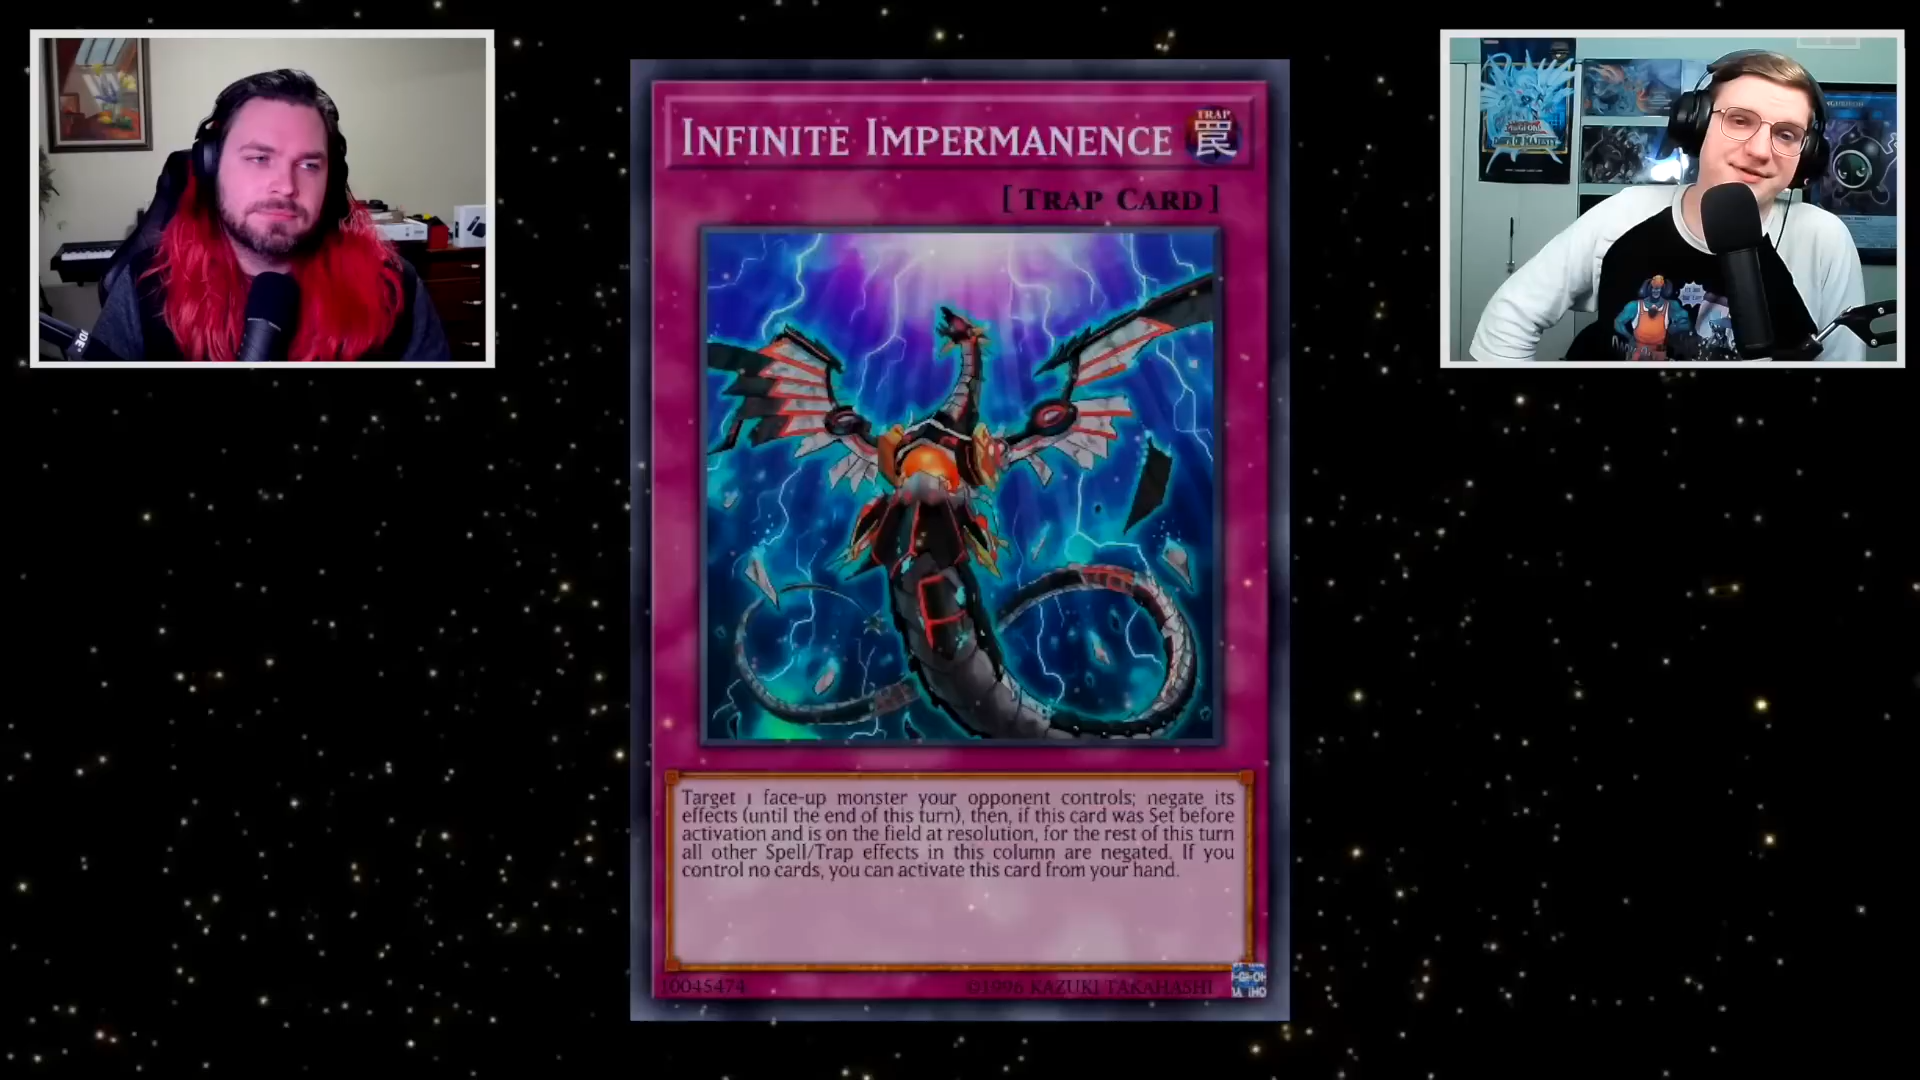 INFINITE IMPERMANENCE
TRAP
罠
[TRAP CARD]
Target 1 face-up monster your opponent controls; negate its
effects (until the end of this turn), then, if this card was Set before
activation and is on the field at resolution, for the rest of this turn
all other Spell/Trap effects in this column are negated. If you
control no cards, you can activate this card from your hand.
10045474
©1996 KAZUKI TAKAHASHI